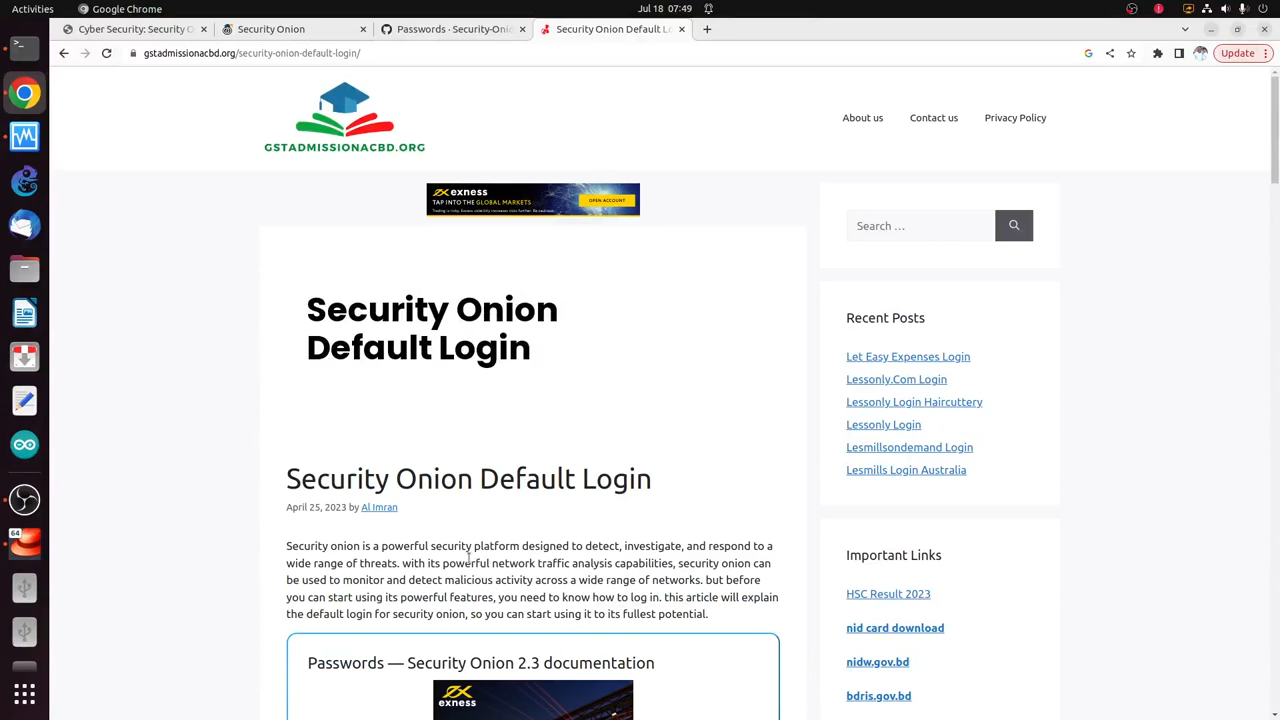 Activities
Google Chrome
Jul 18 07:49
Cyber Security: Security O
Security Onion
Passwords · Security-Onio
Security Onion Default Lo
gstadmissionacbd.org/security-onion-default-login/
Update
GSTADMISSIONACBD.ORG
About us
Contact us
Privacy Policy
exness
TAP INTO THE GLOBAL MARKETS
OPEN ACCOUNT
Search …
Security Onion
Default Login
Recent Posts
Let Easy Expenses Login
Lessonly.Com Login
Lessonly Login Haircuttery
Lessonly Login
Lesmillsondemand Login
Lesmills Login Australia
Security Onion Default Login
April 25, 2023 by Al Imran
Security onion is a powerful security platform designed to detect, investigate, and respond to a
wide range of threats. with its powerful network traffic analysis capabilities, security onion can
be used to monitor and detect malicious activity across a wide range of networks. but before
you can start using its powerful features, you need to know how to log in. this article will explain
the default login for security onion, so you can start using it to its fullest potential.
Important Links
HSC Result 2023
nid card download
nidw.gov.bd
bdris.gov.bd
Passwords — Security Onion 2.3 documentation
exness
64